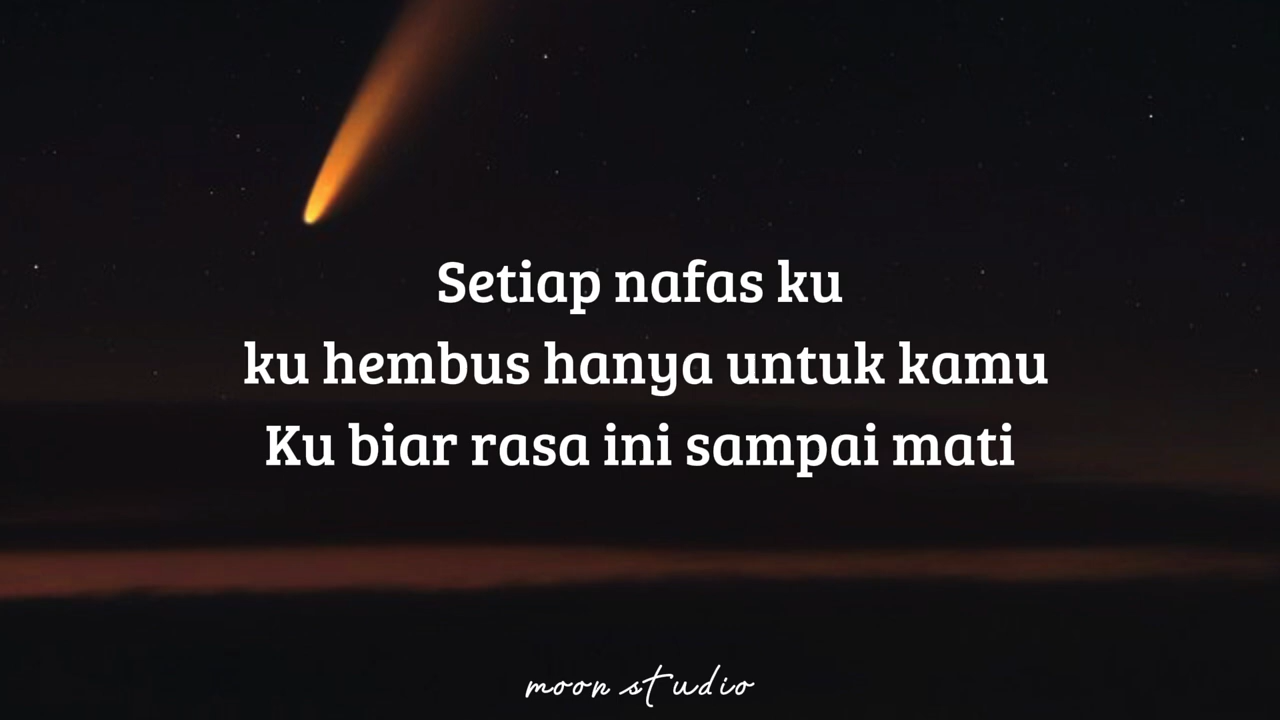 Setiap nafas ku
ku hembus hanya untuk kamu
Ku biar rasa ini sampai mati
moon studio